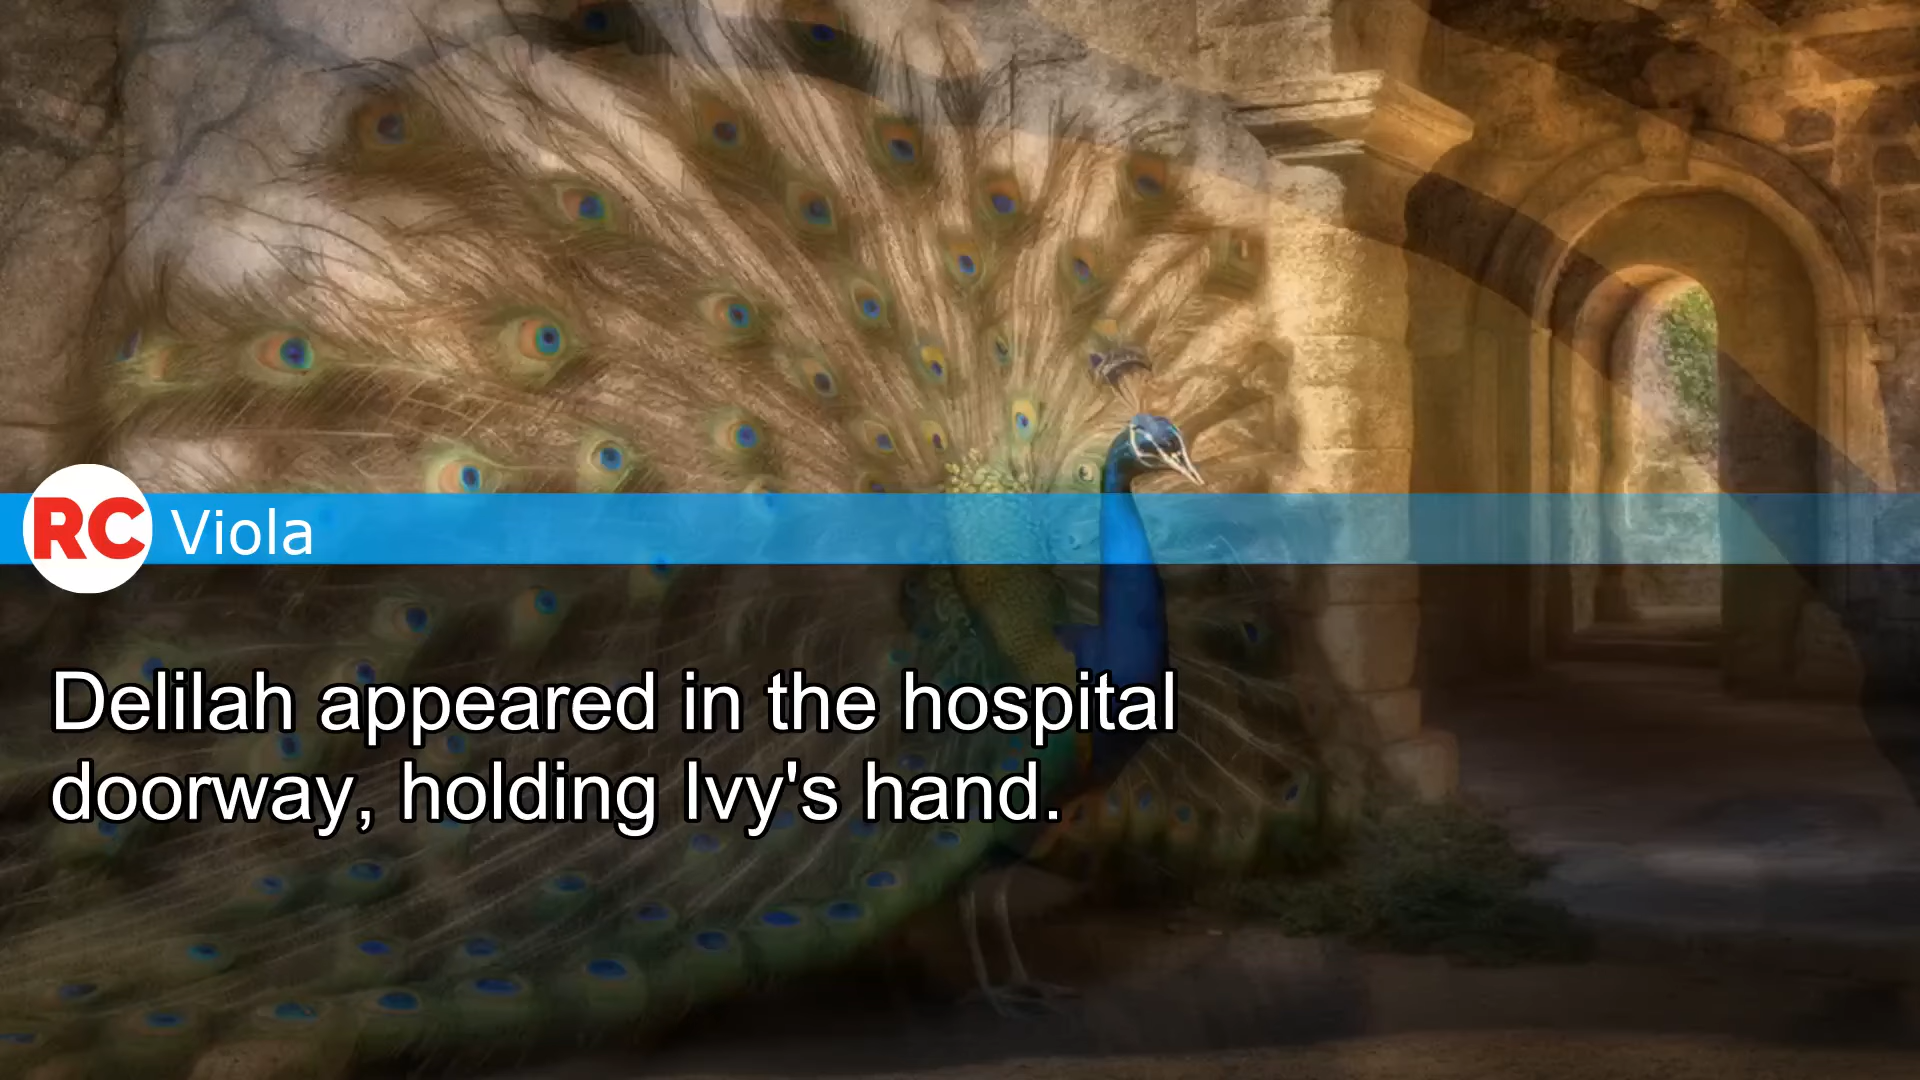 RC Viola
Delilah appeared in the hospital
doorway, holding Ivy's hand.